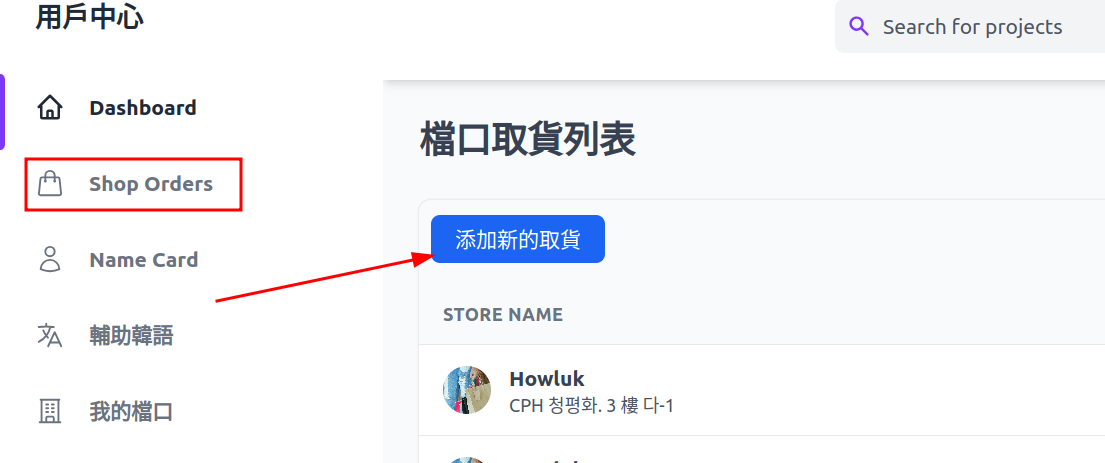 用戶中心
Search for projects
Dashboard
Shop Orders
Name Card
輔助韓語
我的檔口
檔口取貨列表
添加新的取貨
STORE NAME
Howluk
CPH 청평화. 3 樓 다-1